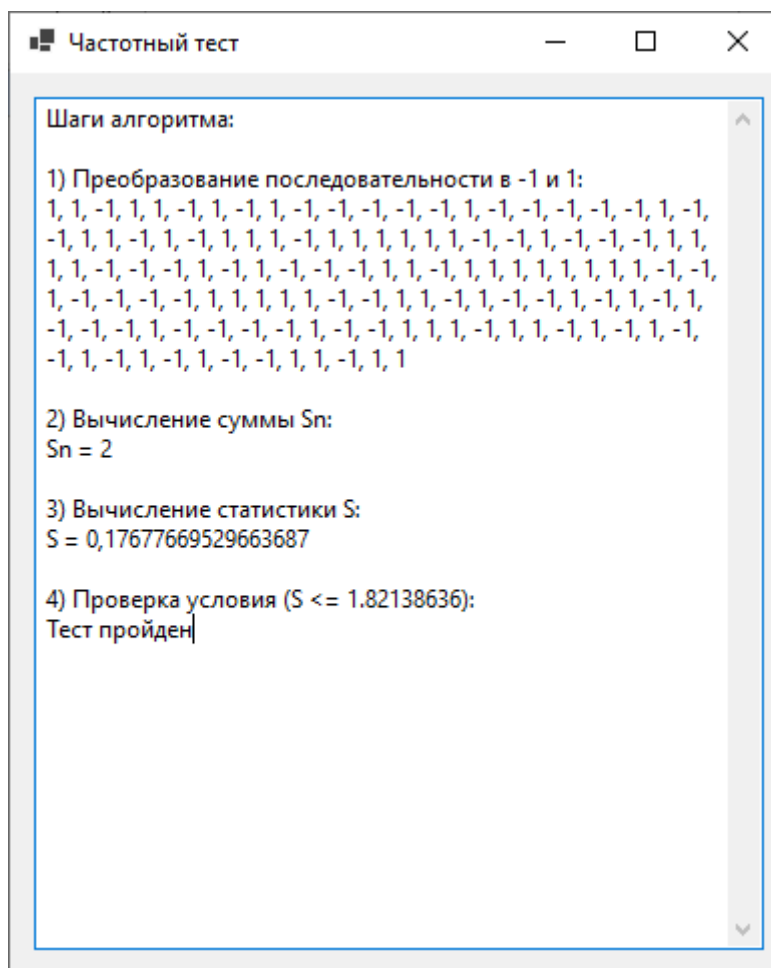 Частотный тест
Шаги алгоритма:
1) Преобразование последовательности в -1 и 1:
1, 1, -1, 1, 1, -1, 1, -1, 1, -1, -1, -1, -1, -1, 1, -1, -1, -1, -1, -1, 1, -1,
-1, 1, 1, -1, 1, -1, 1, 1, 1, -1, 1, 1, 1, 1, 1, 1, -1, -1, 1, -1, -1, -1, 1, 1,
1, 1, -1, -1, -1, 1, -1, 1, -1, -1, -1, 1, 1, -1, 1, 1, 1, 1, 1, 1, 1, 1, -1, -1,
1, -1, -1, -1, -1, 1, 1, 1, 1, 1, -1, -1, 1, 1, -1, 1, -1, -1, 1, -1, 1, -1, 1,
-1, -1, -1, 1, -1, -1, -1, -1, 1, -1, -1, 1, 1, 1, -1, 1, 1, -1, 1, -1, 1, -1,
-1, 1, -1, 1, -1, 1, -1, -1, 1, 1, -1, 1, 1
2) Вычисление суммы Sn:
Sn = 2
3) Вычисление статистики S:
S = 0,17677669529663687
4) Проверка условия (S <= 1.82138636):
Тест пройден